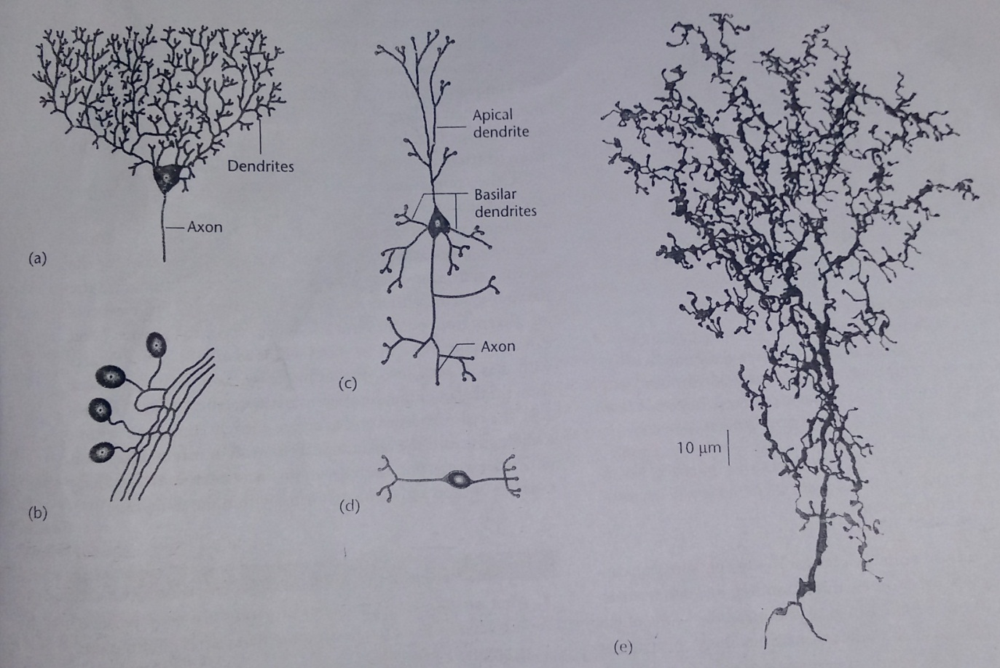 Dendrites
Axon
(a)
(b)
Apical
dendrite
Basilar
dendrites
Axon
(c)
(d)
10 μm
(e)